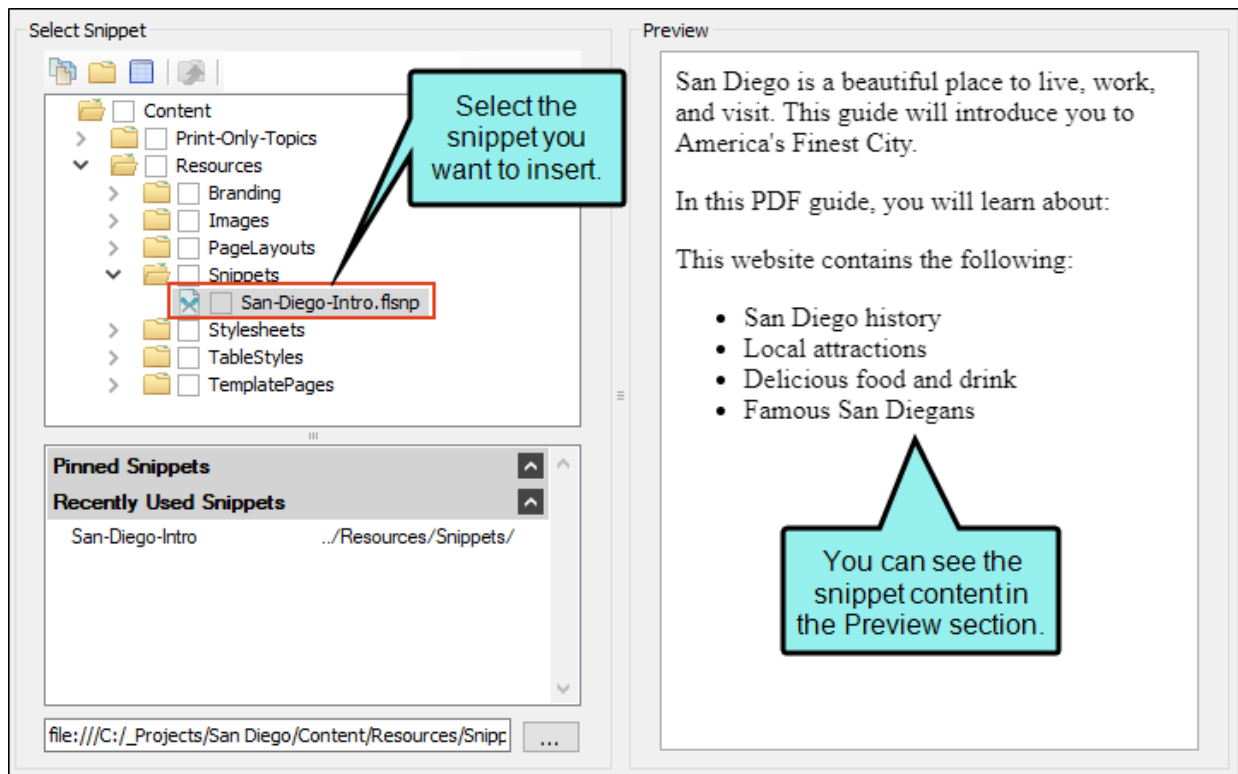 Select Snippet
Content
Print-Only-Topics
Resources
Branding
Images
PageLayouts
Snippets
San-Diego-Intro.flsnp
Stylesheets
TableStyles
TemplatePages
Select the
snippet you
want to insert.
Pinned Snippets
Recently Used Snippets
San-Diego-Intro ../Resources/Snippets/
file:///C:/_Projects/San Diego/Content/Resources/Snipp
...
Preview
San Diego is a beautiful place to live, work,
and visit. This guide will introduce you to
America's Finest City.
In this PDF guide, you will learn about:
This website contains the following:
• San Diego history
• Local attractions
• Delicious food and drink
• Famous San Diegans
You can see the
snippet content in
the Preview section.